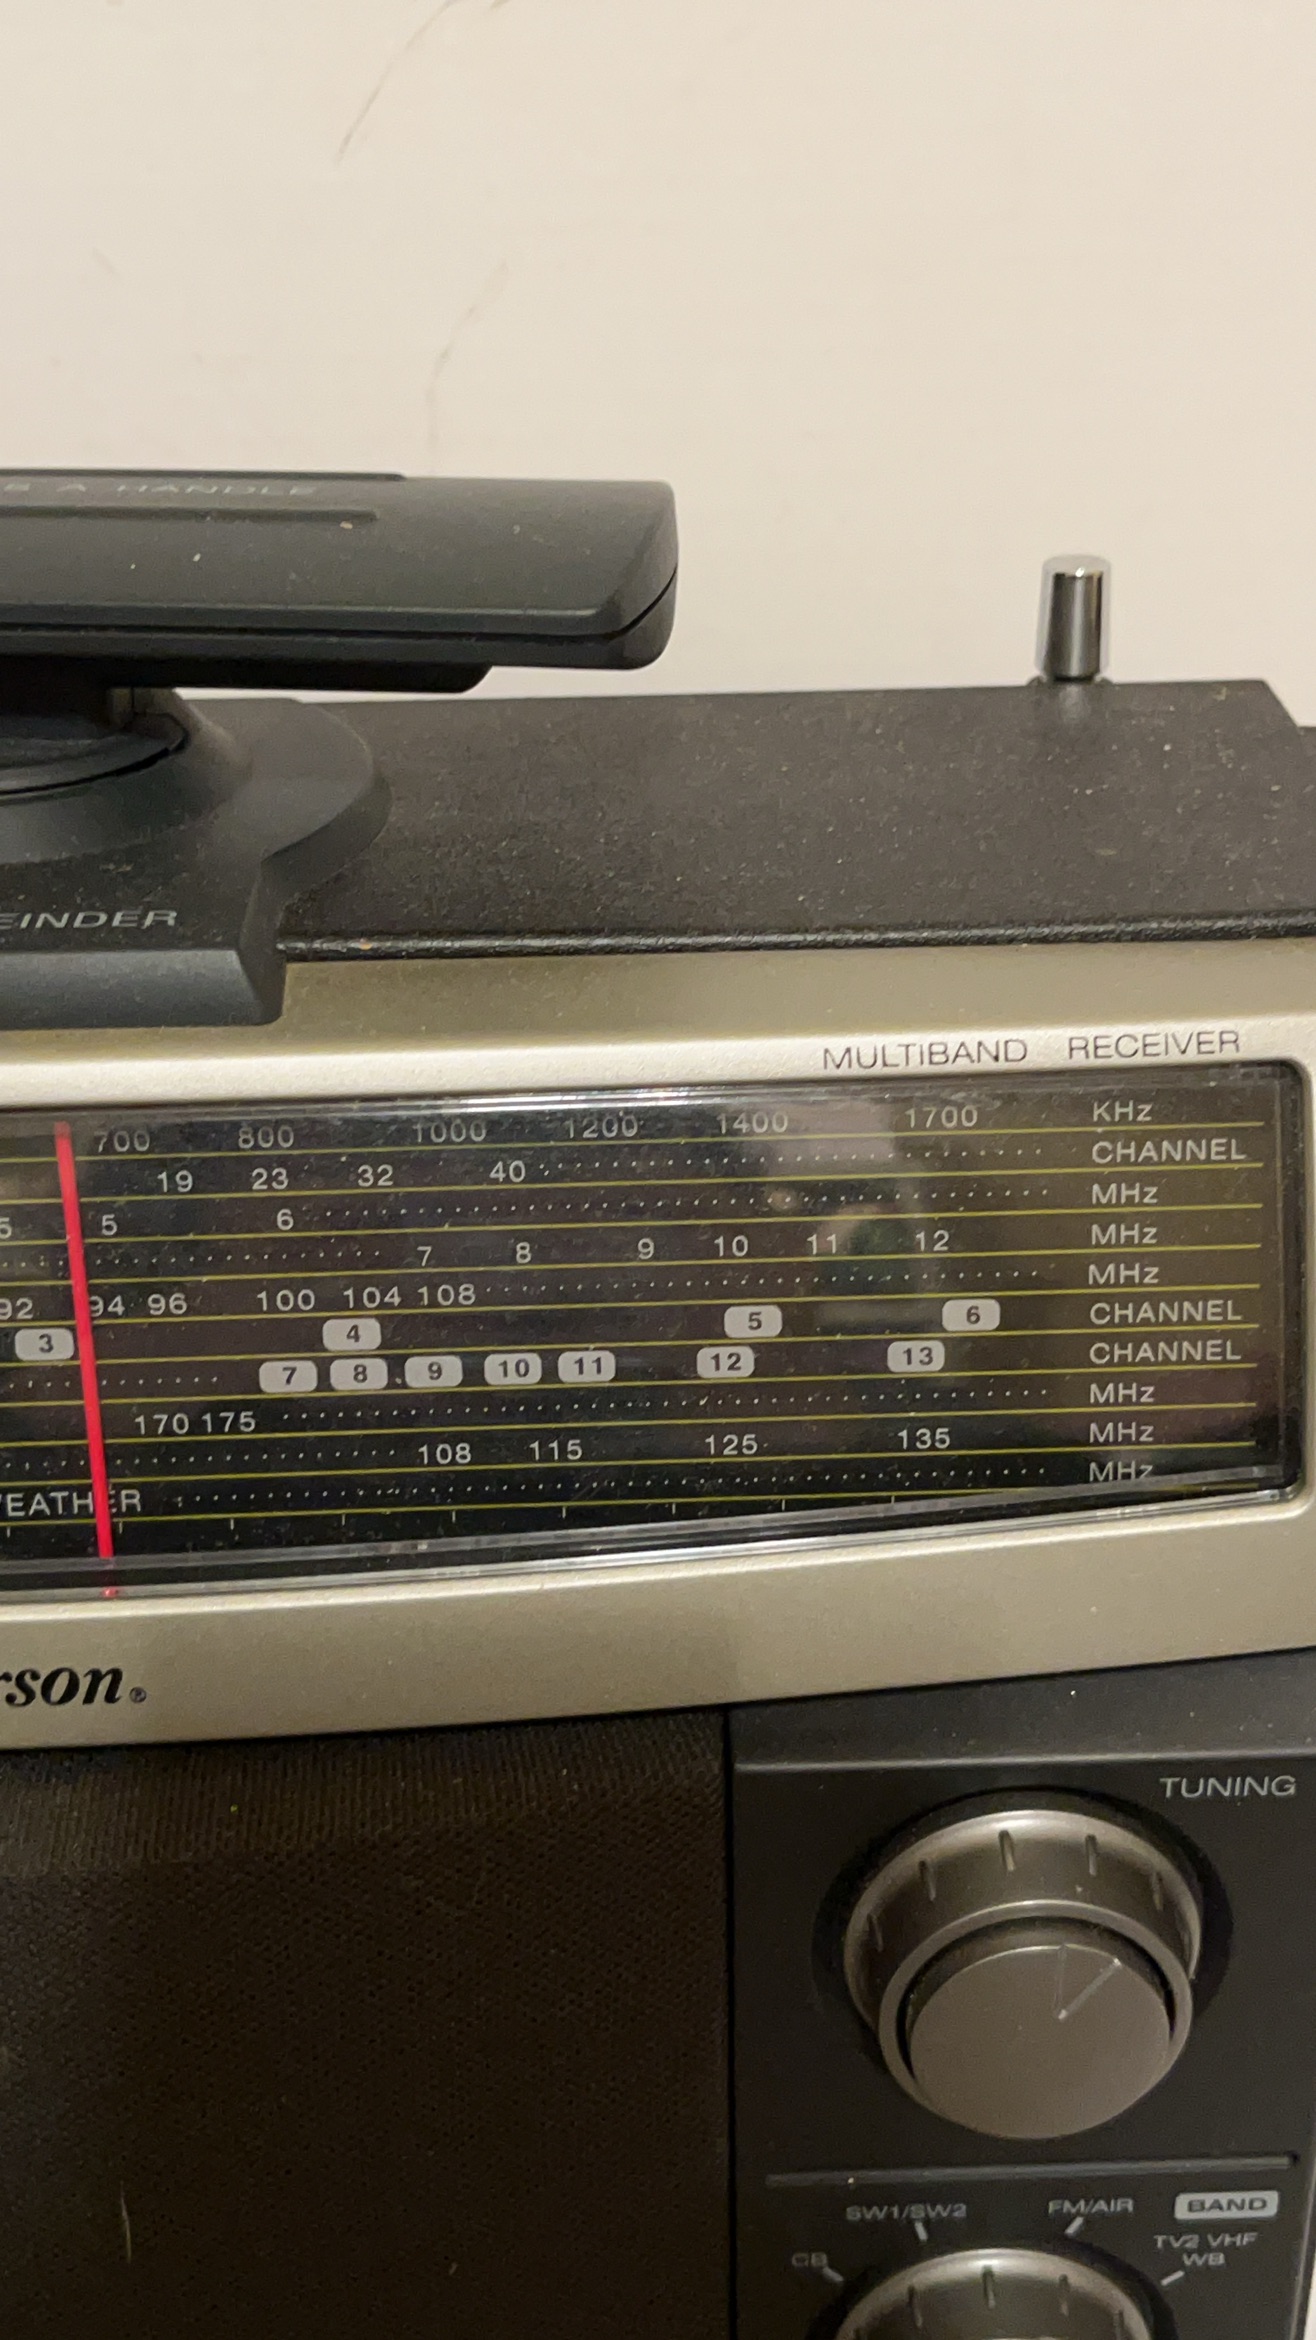 S A HANDLE
FINDER
MULTIBAND RECEIVER
700 800 1000 1200 1400 1700 KHz
19 23 32 40 CHANNEL
5 5 6 MHz
7 8 9 10 11 12 MHz
92 94 96 100 104 108 MHz
3 4 5 6 CHANNEL
7 8 9 10 11 12 13 CHANNEL
170 175 MHz
108 115 125 135 MHz
WEATHER MHz
rson®
TUNING
SW1/SW2 FM/AIR BAND
CB TV2 VHF
WB